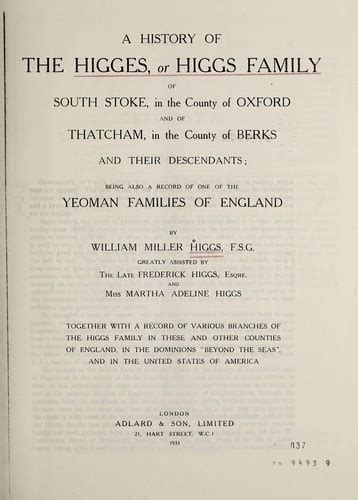 A HISTORY OF
THE HIGGES, or HIGGS FAMILY
OF
SOUTH STOKE, in the County of OXFORD
AND OF
THATCHAM, in the County of BERKS
AND THEIR DESCENDANTS;
BEING ALSO A RECORD OF ONE OF THE
YEOMAN FAMILIES OF ENGLAND
BY
WILLIAM MILLER HIGGS, F.S.G.
GREATLY ASSISTED BY
THE LATE FREDERICK HIGGS, ESQRE.
AND
MISS MARTHA ADELINE HIGGS
TOGETHER WITH A RECORD OF VARIOUS BRANCHES OF
THE HIGGS FAMILY IN THESE AND OTHER COUNTIES
OF ENGLAND, IN THE DOMINIONS "BEYOND THE SEAS",
AND IN THE UNITED STATES OF AMERICA
LONDON
ADLARD & SON, LIMITED
21, HART STREET, W.C.1
1933
9493 9